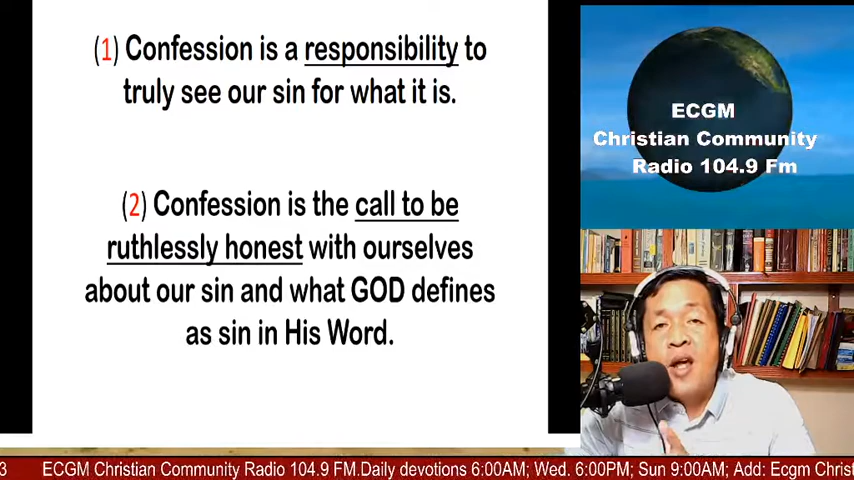 (1) Confession is a responsibility to
truly see our sin for what it is.
(2) Confession is the call to be
ruthlessly honest with ourselves
about our sin and what GOD defines
as sin in His Word.
ECGM
Christian Community
Radio 104.9 Fm
3 ECGM Christian Community Radio 104.9 FM.Daily devotions 6:00AM; Wed. 6:00PM; Sun 9:00AM; Add: Ecgm Christ